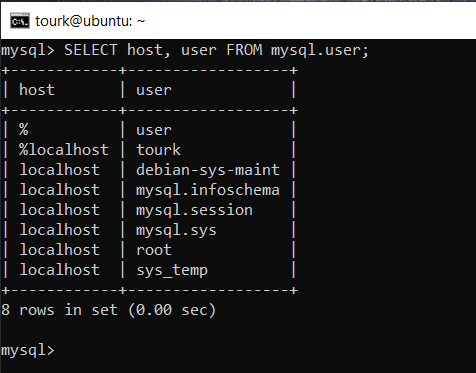 tourk@ubuntu: ~
mysql> SELECT host, user FROM mysql.user;
+------------+------------------+
| host       | user             |
+------------+------------------+
| %          | user             |
| %localhost | tourk            |
| localhost  | debian-sys-maint |
| localhost  | mysql.infoschema |
| localhost  | mysql.session    |
| localhost  | mysql.sys        |
| localhost  | root             |
| localhost  | sys_temp         |
+------------+------------------+
8 rows in set (0.00 sec)
mysql>